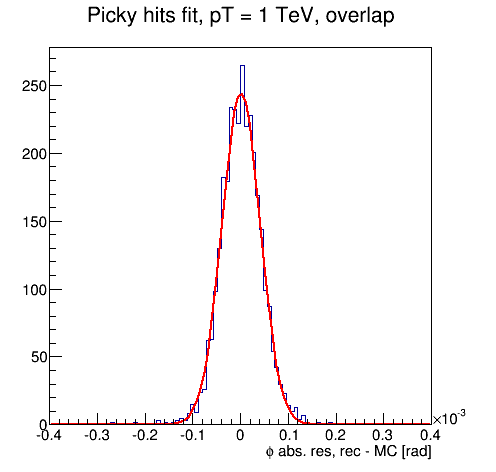 Picky hits fit, pT = 1 TeV, overlap
250
200
150
100
50
0
-0.4 -0.3 -0.2 -0.1 0 0.1 0.2 0.3 0.4
×10⁻³
ϕ abs. res, rec - MC [rad]